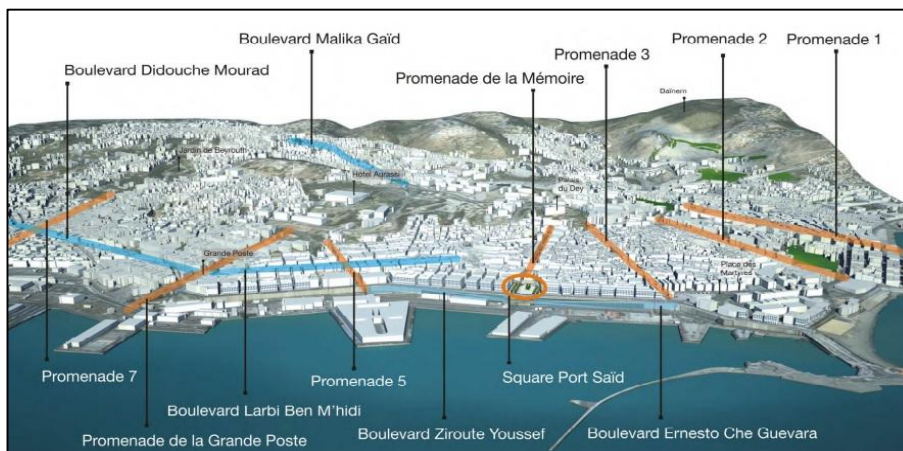 Boulevard Malika Gaïd
Promenade 2
Promenade 1
Promenade 3
Boulevard Didouche Mourad
Promenade de la Mémoire
Daïnem
Jardin de Beyrouth
Hôtel Aurassi
du Dey
Grande Poste
Place des
Martyrs
Promenade 7
Promenade 5
Square Port Saïd
Boulevard Larbi Ben M'hidi
Promenade de la Grande Poste
Boulevard Ziroute Youssef
Boulevard Ernesto Che Guevara